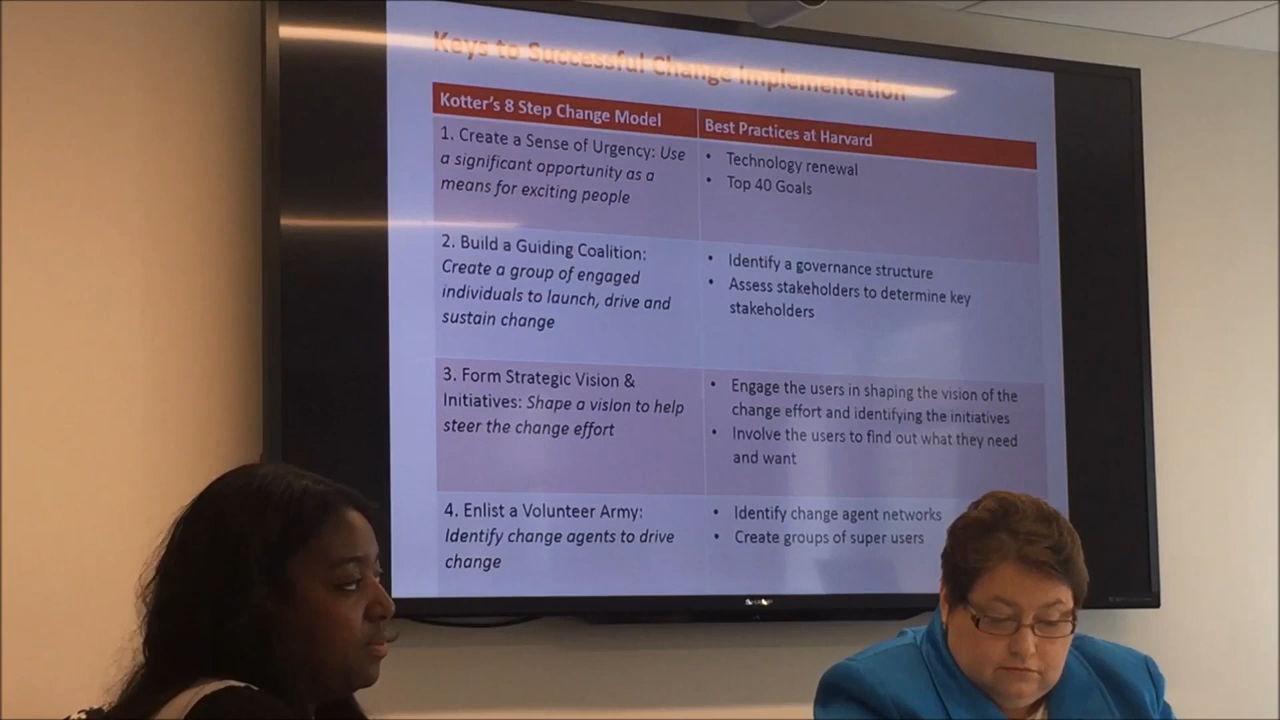 Keys to Successful Change Implementation
Kotter's 8 Step Change Model
Best Practices at Harvard
1. Create a Sense of Urgency: Use
a significant opportunity as a
means for exciting people
• Technology renewal
• Top 40 Goals
2. Build a Guiding Coalition:
Create a group of engaged
individuals to launch, drive and
sustain change
• Identify a governance structure
• Assess stakeholders to determine key
stakeholders
3. Form Strategic Vision &
Initiatives: Shape a vision to help
steer the change effort
• Engage the users in shaping the vision of the
change effort and identifying the initiatives
• Involve the users to find out what they need
and want
4. Enlist a Volunteer Army:
Identify change agents to drive
change
• Identify change agent networks
• Create groups of super users